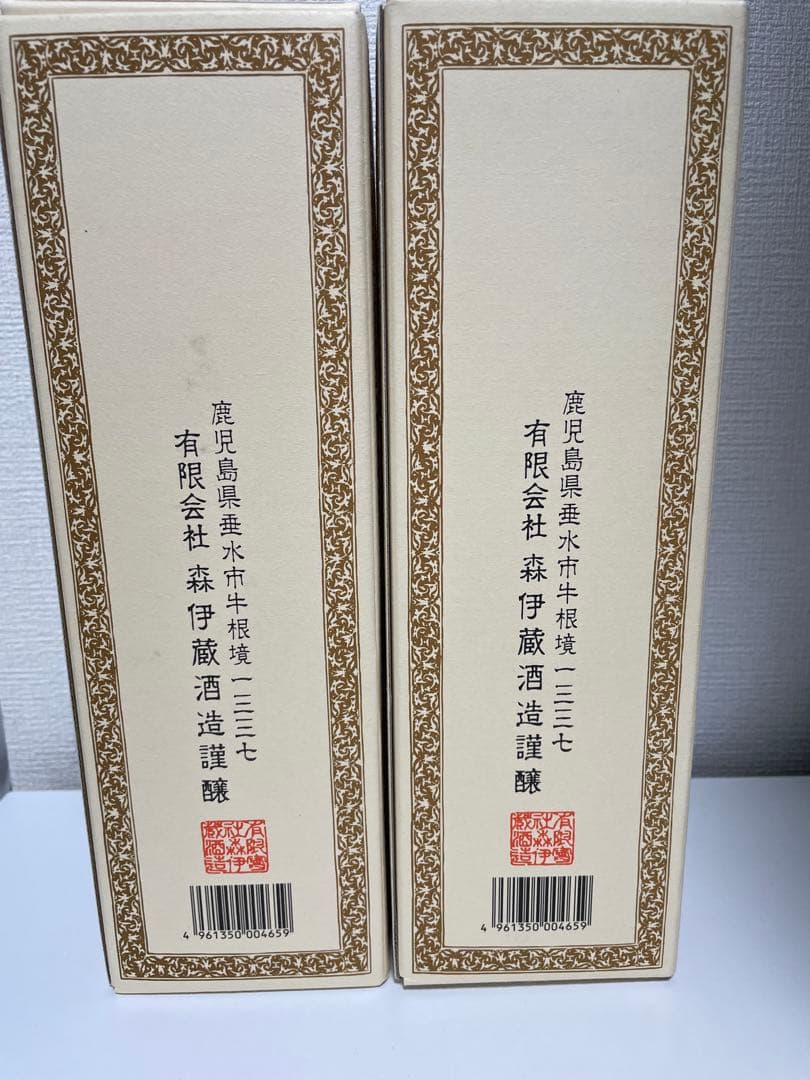 鹿児島県垂水市牛根境一三三七
有限会社 森伊蔵酒造謹醸
有限會
社森伊
蔵酒造
4 961350 004659
鹿児島県垂水市牛根境一三三七
有限会社 森伊蔵酒造謹醸
有限會
社森伊
蔵酒造
4 961350 004659